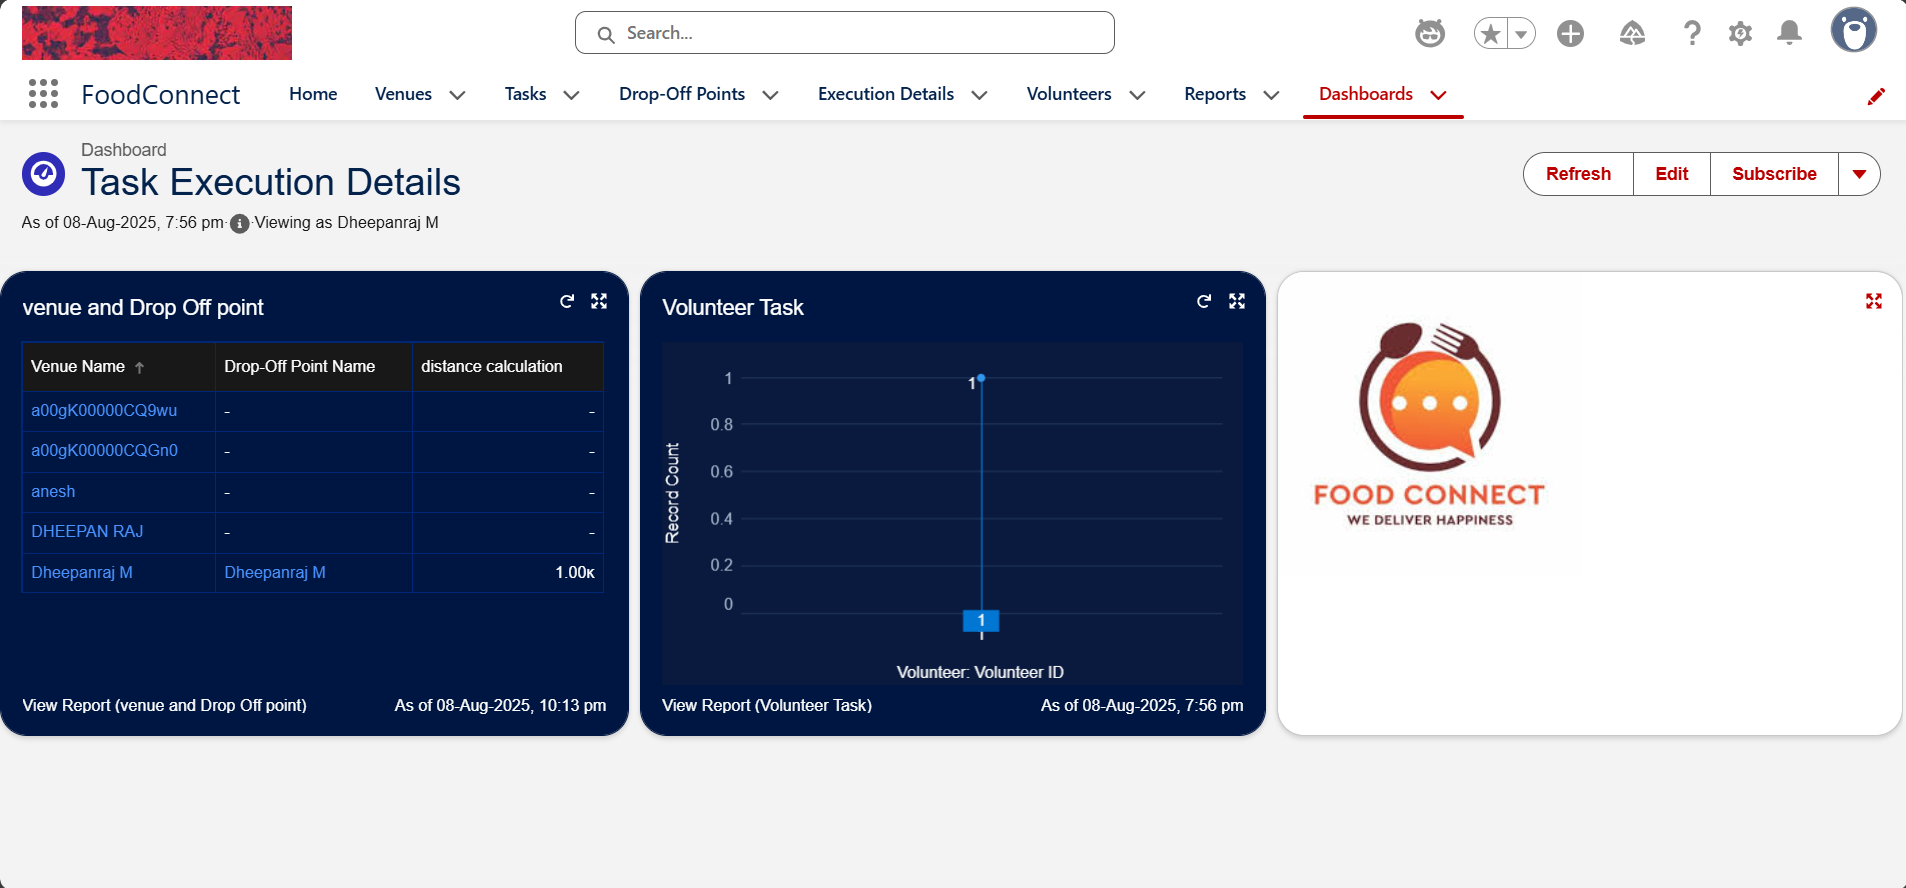 Search...
FoodConnect
Home
Venues
Tasks
Drop-Off Points
Execution Details
Volunteers
Reports
Dashboards
Dashboard
Task Execution Details
As of 08-Aug-2025, 7:56 pm·Viewing as Dheepanraj M
Refresh
Edit
Subscribe
venue and Drop Off point
Venue Name ↑ Drop-Off Point Name distance calculation
a00gK00000CQ9wu - -
a00gK00000CQGn0 - -
anesh - -
DHEEPAN RAJ - -
Dheepanraj M Dheepanraj M 1.00ĸ
View Report (venue and Drop Off point)
As of 08-Aug-2025, 10:13 pm
Volunteer Task
Record Count
1
0.8
0.6
0.4
0.2
0
1
1
Volunteer: Volunteer ID
View Report (Volunteer Task)
As of 08-Aug-2025, 7:56 pm
FOOD CONNECT
WE DELIVER HAPPINESS